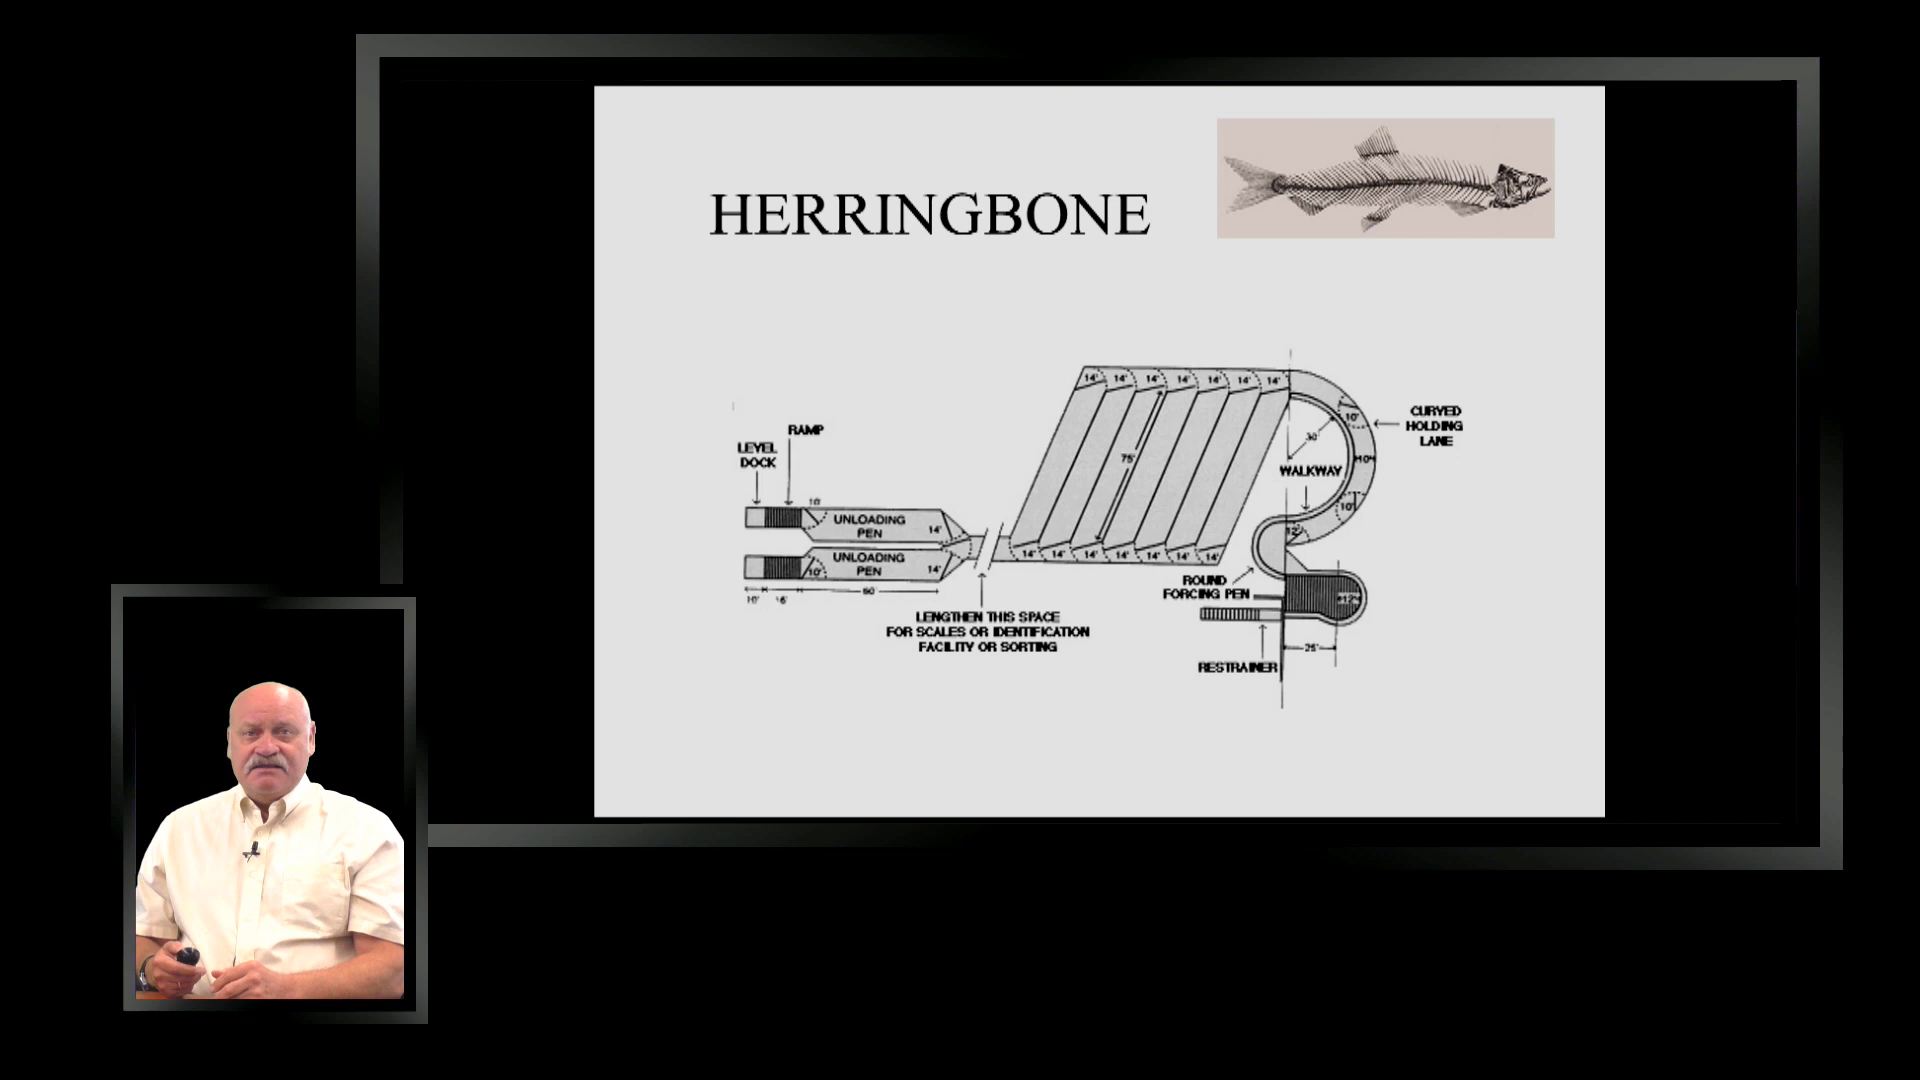 HERRINGBONE
14' 14' 14' 14' 14' 14' 14'
CURVED
HOLDING
LANE
10'
30'
RAMP
LEVEL
DOCK
75'
WALKWAY
10'
10'
UNLOADING
PEN
14'
12'
UNLOADING
PEN
10'
14'
14' 14' 14' 14' 14' 14' 14'
ROUND
FORCING PEN
10'
60'
LENGTHEN THIS SPACE
FOR SCALES OR IDENTIFICATION
FACILITY OR SORTING
25'
RESTRAINER